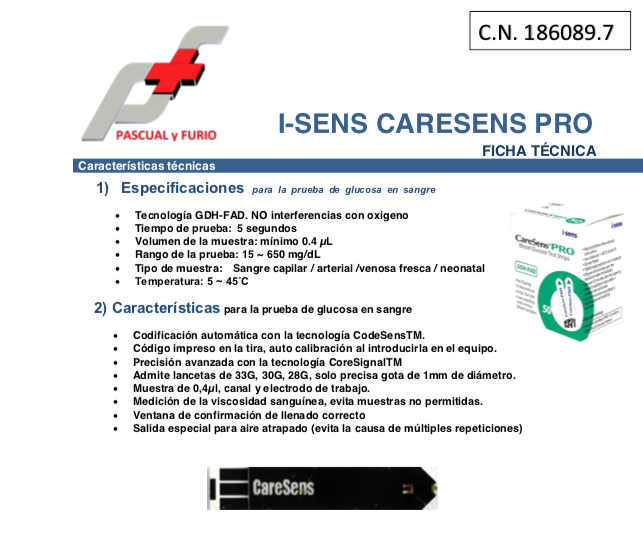 C.N. 186089.7
PASCUAL y FURIO
I-SENS CARESENS PRO
FICHA TÉCNICA
Características técnicas
1) Especificaciones para la prueba de glucosa en sangre
• Tecnología GDH-FAD. NO interferencias con oxigeno
• Tiempo de prueba: 5 segundos
• Volumen de la muestra: mínimo 0.4 µL
• Rango de la prueba: 15 ~ 650 mg/dL
• Tipo de muestra: Sangre capilar / arterial /venosa fresca / neonatal
• Temperatura: 5 ~ 45°C
i-sens
CareSens PRO
Blood Glucose Test Strips
GDH-FAD
50
2) Características para la prueba de glucosa en sangre
• Codificación automática con la tecnología CodeSensTM.
• Código impreso en la tira, auto calibración al introducirla en el equipo.
• Precisión avanzada con la tecnología CoreSignalTM
• Admite lancetas de 33G, 30G, 28G, solo precisa gota de 1mm de diámetro.
• Muestra de 0,4µl, canal y electrodo de trabajo.
• Medición de la viscosidad sanguínea, evita muestras no permitidas.
• Ventana de confirmación de llenado correcto
• Salida especial para aire atrapado (evita la causa de múltiples repeticiones)
CareSens